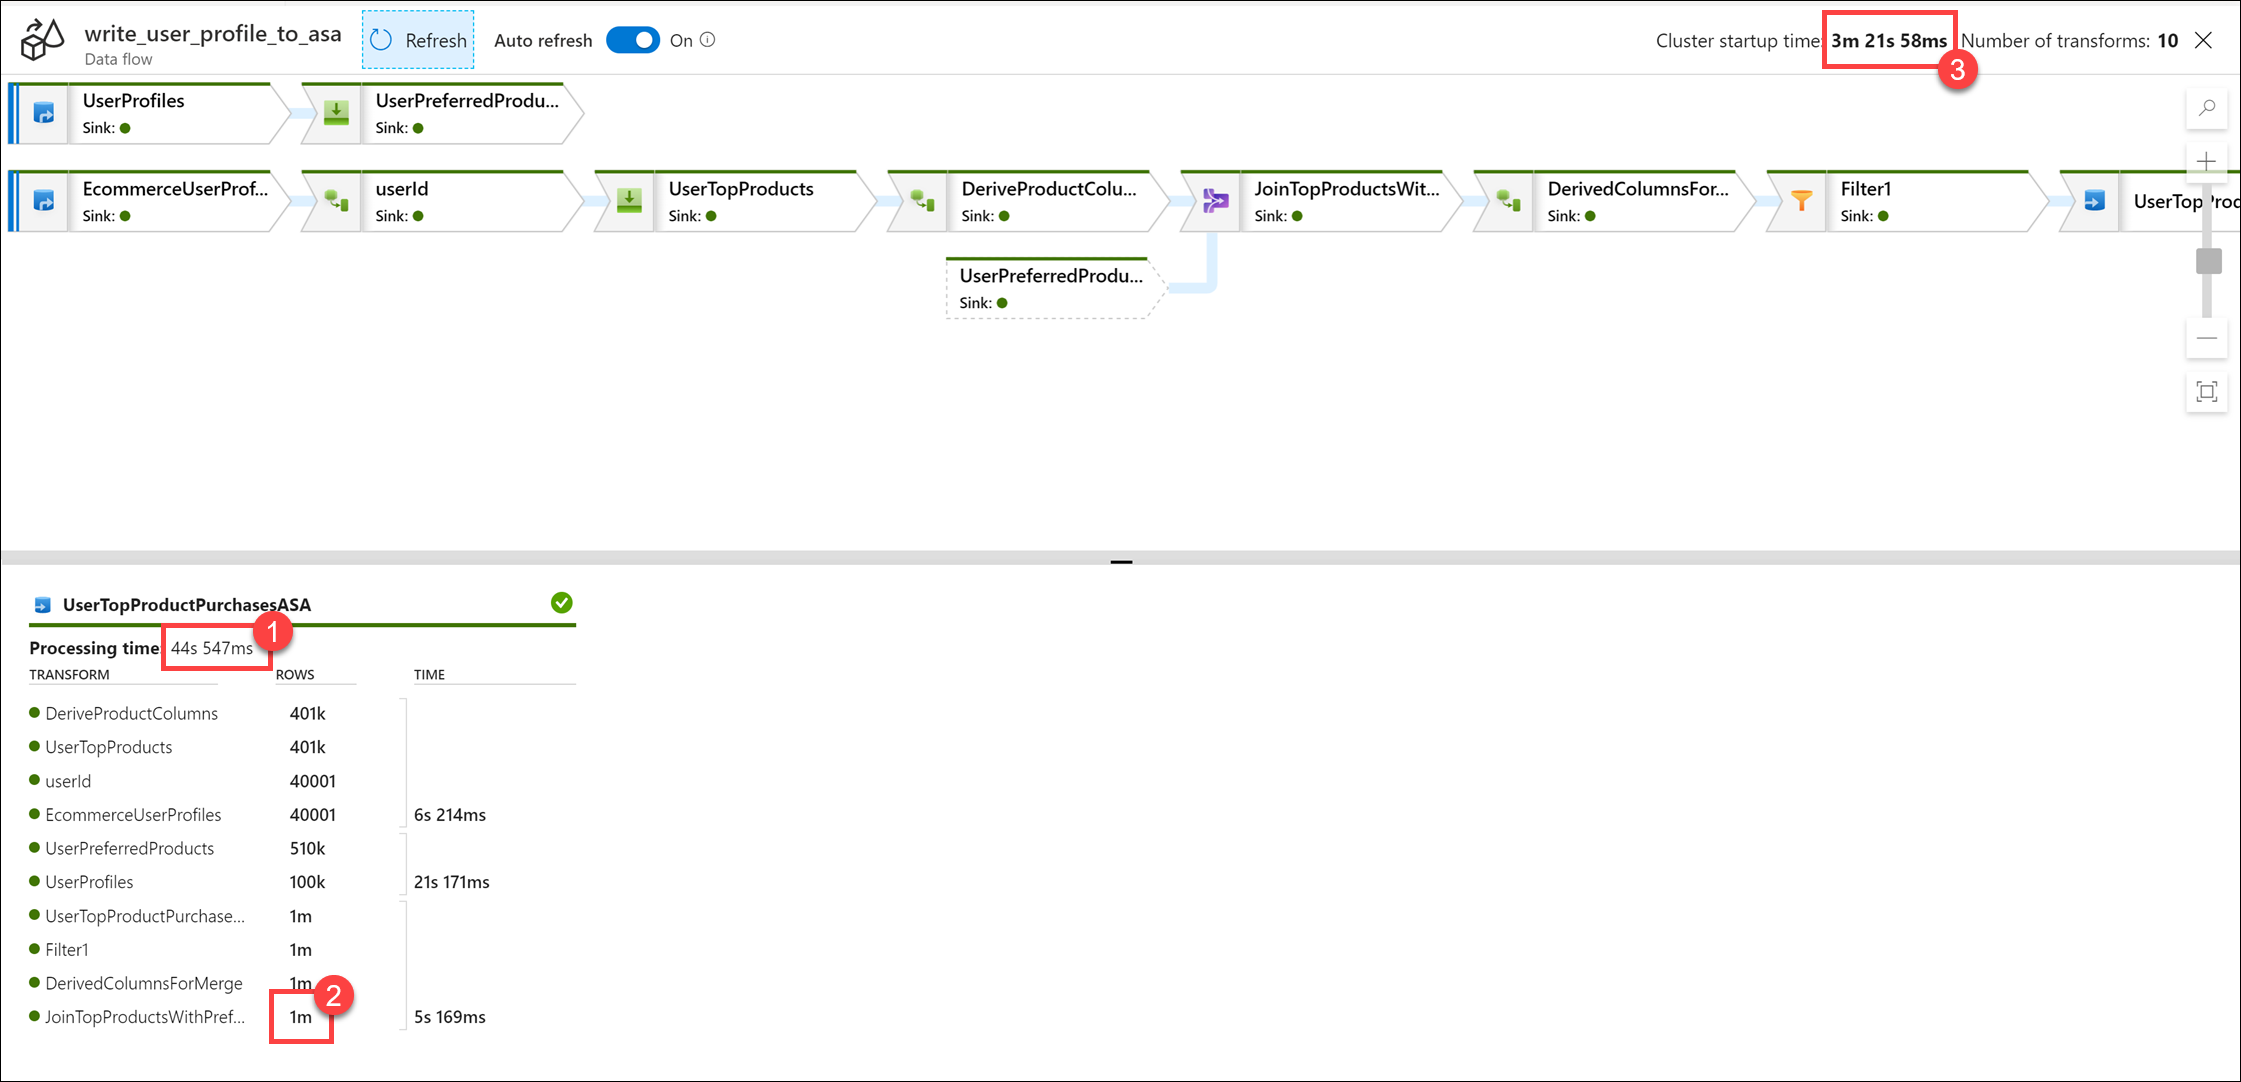 write_user_profile_to_asa
Data flow
Refresh
Auto refresh
On
Cluster startup time: 3m 21s 58ms
Number of transforms: 10
3
UserProfiles
Sink:
UserPreferredProdu...
Sink:
EcommerceUserProf...
Sink:
userId
Sink:
UserTopProducts
Sink:
DeriveProductColu...
Sink:
JoinTopProductsWit...
Sink:
DerivedColumnsFor...
Sink:
Filter1
Sink:
UserTopProd
UserPreferredProdu...
Sink:
UserTopProductPurchasesASA
1
Processing time: 44s 547ms
TRANSFORM ROWS TIME
DeriveProductColumns 401k
UserTopProducts 401k
userId 40001
EcommerceUserProfiles 40001 6s 214ms
UserPreferredProducts 510k
UserProfiles 100k 21s 171ms
UserTopProductPurchase... 1m
Filter1 1m
DerivedColumnsForMerge 1m
2
JoinTopProductsWithPref... 1m 5s 169ms